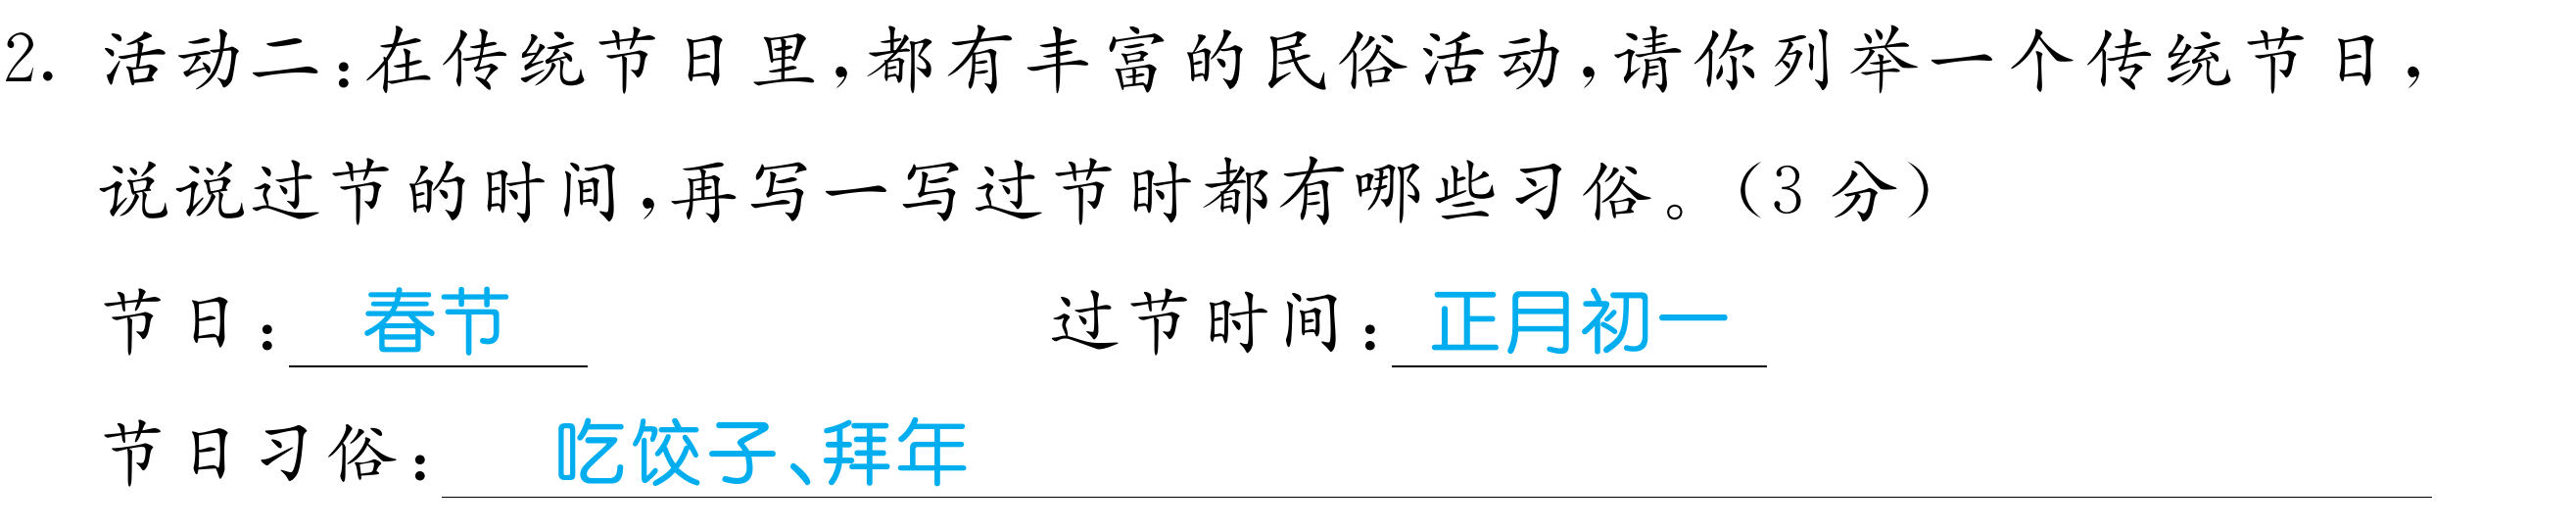 2. 活动二:在传统节日里,都有丰富的民俗活动,请你列举一个传统节日,
说说过节的时间,再写一写过节时都有哪些习俗。(3 分)
节日: 春节 过节时间: 正月初一
节日习俗: 吃饺子、拜年